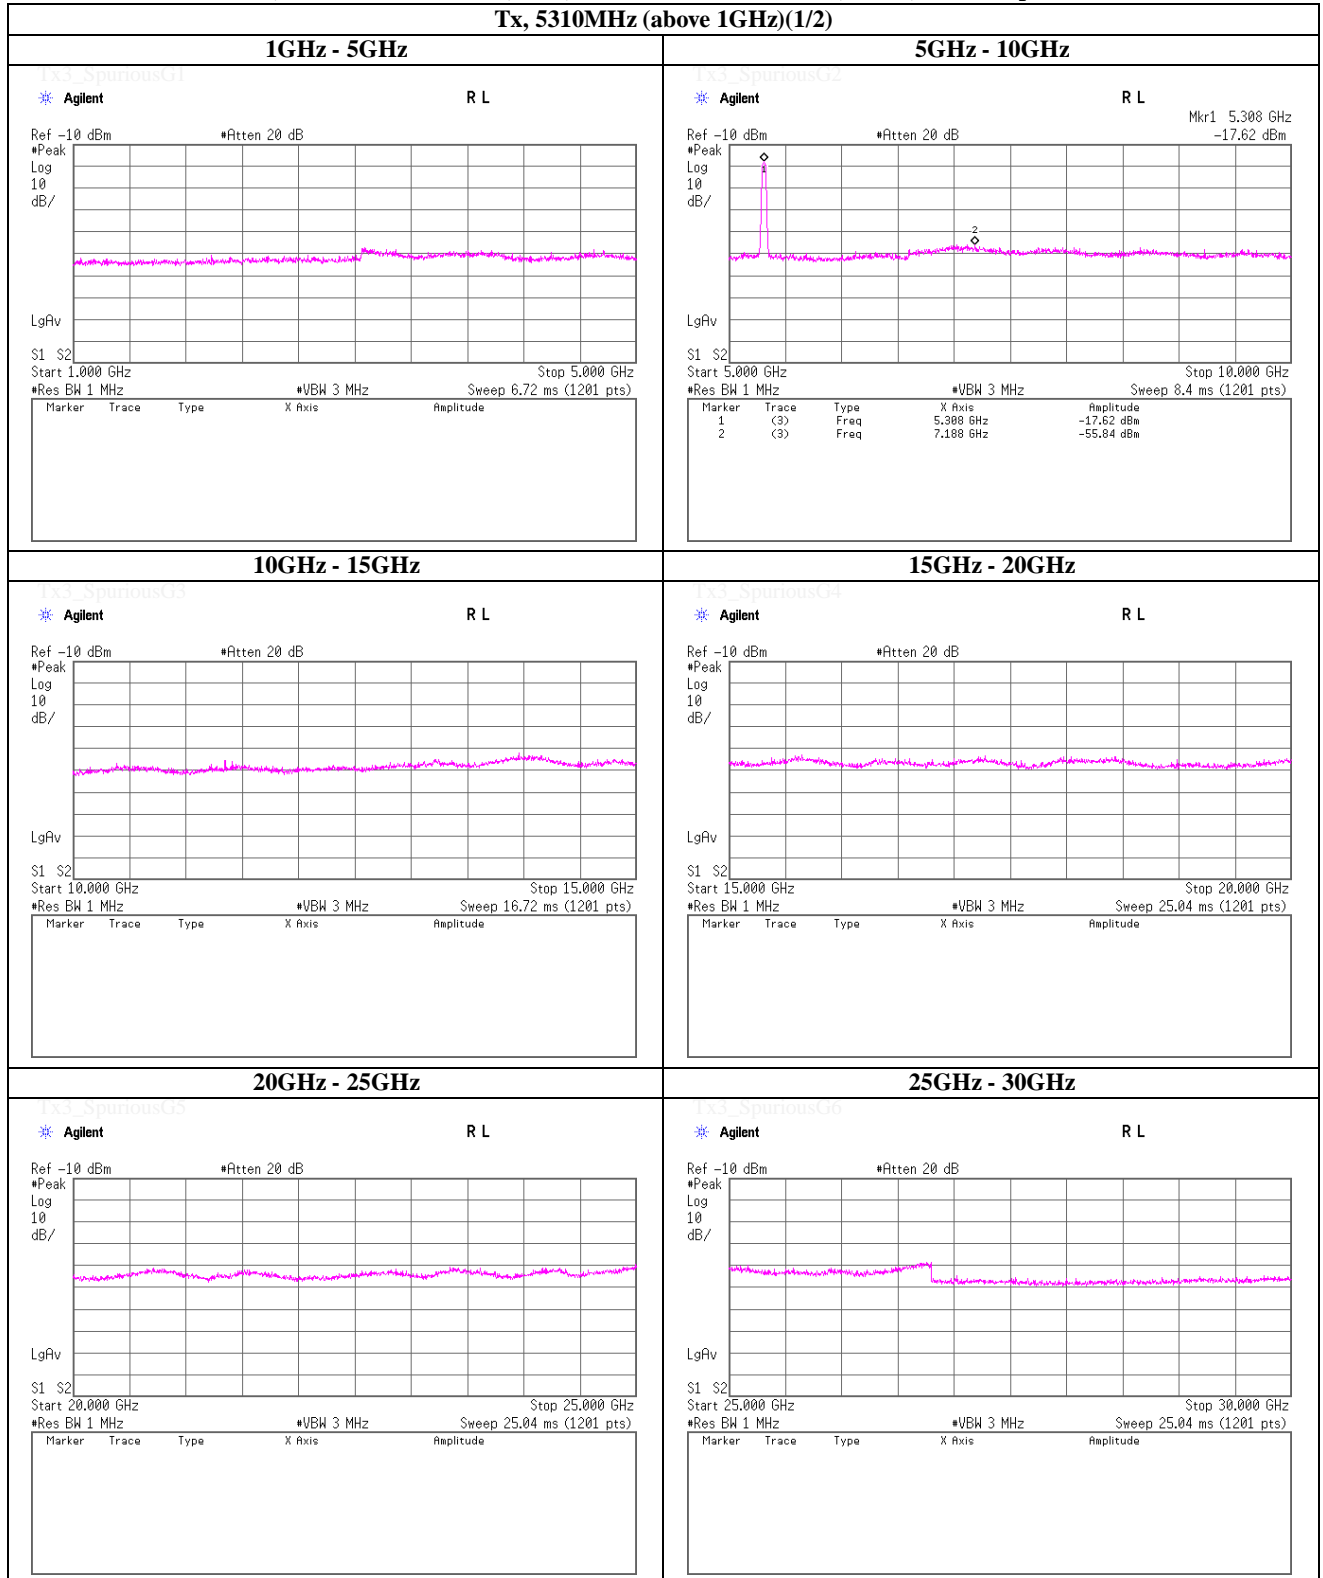 Tx, 5310MHz (above 1GHz)(1/2)
1GHz - 5GHz
Tx3_SpuriousG1
Agilent R L
Ref -10 dBm #Atten 20 dB
#Peak
Log
10
dB/
LgAv
S1 S2
Start 1.000 GHz Stop 5.000 GHz
#Res BW 1 MHz #VBW 3 MHz Sweep 6.72 ms (1201 pts)
Marker Trace Type X Axis Amplitude
5GHz - 10GHz
Tx3_SpuriousG2
Agilent R L
Mkr1 5.308 GHz
Ref -10 dBm #Atten 20 dB -17.62 dBm
#Peak
Log
10
dB/
1
2
LgAv
S1 S2
Start 5.000 GHz Stop 10.000 GHz
#Res BW 1 MHz #VBW 3 MHz Sweep 8.4 ms (1201 pts)
Marker Trace Type X Axis Amplitude
1 (3) Freq 5.308 GHz -17.62 dBm
2 (3) Freq 7.188 GHz -55.84 dBm
10GHz - 15GHz
Tx3_SpuriousG3
Agilent R L
Ref -10 dBm #Atten 20 dB
#Peak
Log
10
dB/
LgAv
S1 S2
Start 10.000 GHz Stop 15.000 GHz
#Res BW 1 MHz #VBW 3 MHz Sweep 16.72 ms (1201 pts)
Marker Trace Type X Axis Amplitude
15GHz - 20GHz
Tx3_SpuriousG4
Agilent R L
Ref -10 dBm #Atten 20 dB
#Peak
Log
10
dB/
LgAv
S1 S2
Start 15.000 GHz Stop 20.000 GHz
#Res BW 1 MHz #VBW 3 MHz Sweep 25.04 ms (1201 pts)
Marker Trace Type X Axis Amplitude
20GHz - 25GHz
Tx3_SpuriousG5
Agilent R L
Ref -10 dBm #Atten 20 dB
#Peak
Log
10
dB/
LgAv
S1 S2
Start 20.000 GHz Stop 25.000 GHz
#Res BW 1 MHz #VBW 3 MHz Sweep 25.04 ms (1201 pts)
Marker Trace Type X Axis Amplitude
25GHz - 30GHz
Tx3_SpuriousG6
Agilent R L
Ref -10 dBm #Atten 20 dB
#Peak
Log
10
dB/
LgAv
S1 S2
Start 25.000 GHz Stop 30.000 GHz
#Res BW 1 MHz #VBW 3 MHz Sweep 25.04 ms (1201 pts)
Marker Trace Type X Axis Amplitude